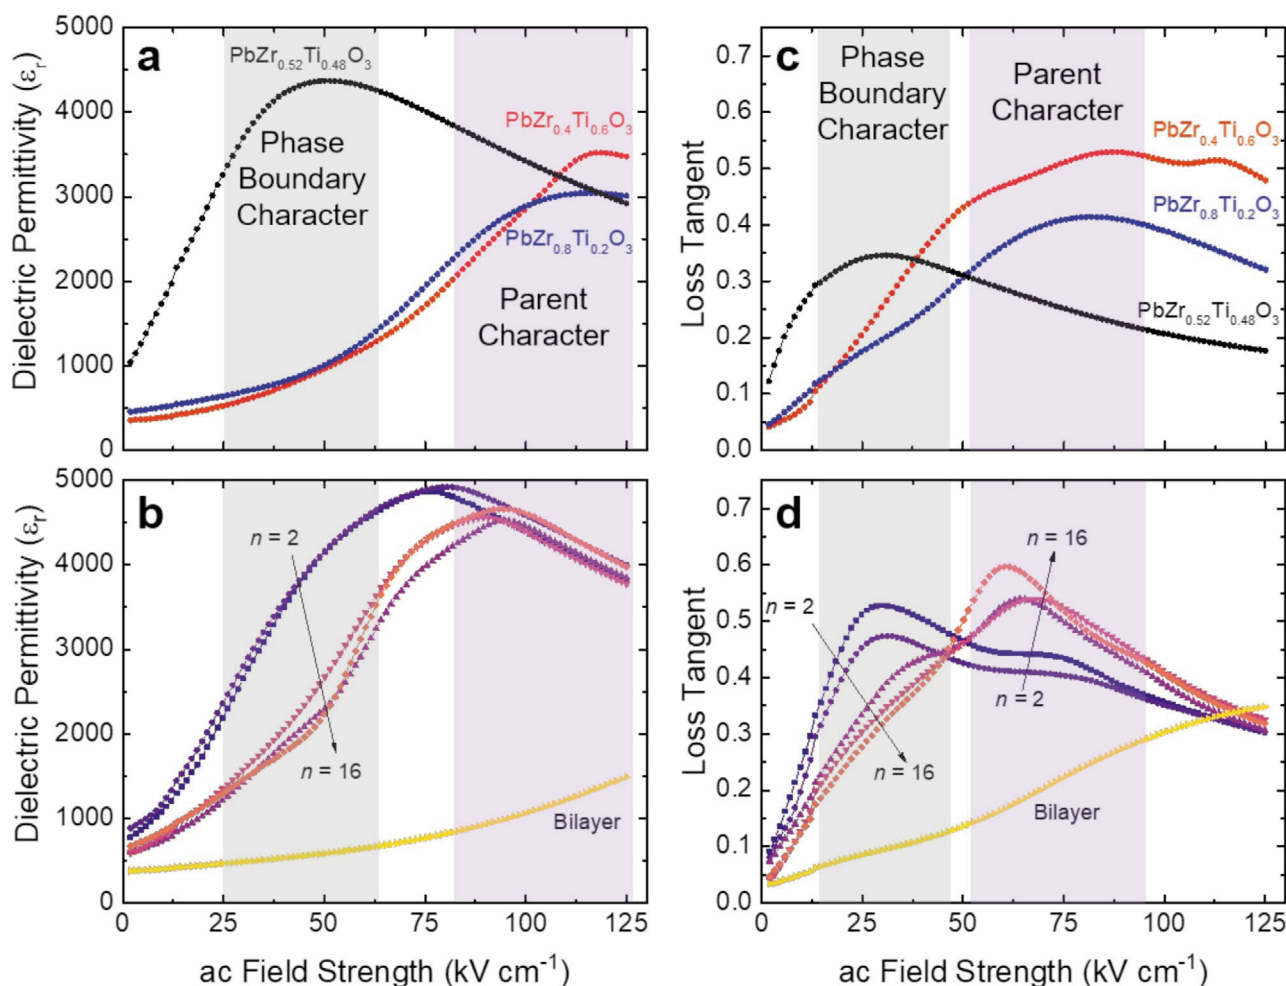 a
Dielectric Permittivity (εr)
5000
4000
3000
2000
1000
0
PbZr0.52Ti0.48O3
Phase
Boundary
Character
PbZr0.4Ti0.6O3
PbZr0.8Ti0.2O3
Parent
Character
c
Loss Tangent
0.7
0.6
0.5
0.4
0.3
0.2
0.1
0.0
Phase
Boundary
Character
Parent
Character
PbZr0.4Ti0.6O3
PbZr0.8Ti0.2O3
PbZr0.52Ti0.48O3
b
Dielectric Permittivity (εr)
5000
4000
3000
2000
1000
0
n = 2
n = 16
Bilayer
0 25 50 75 100 125
ac Field Strength (kV cm-1)
d
Loss Tangent
0.7
0.6
0.5
0.4
0.3
0.2
0.1
0.0
n = 16
n = 2
n = 2
n = 16
Bilayer
0 25 50 75 100 125
ac Field Strength (kV cm-1)